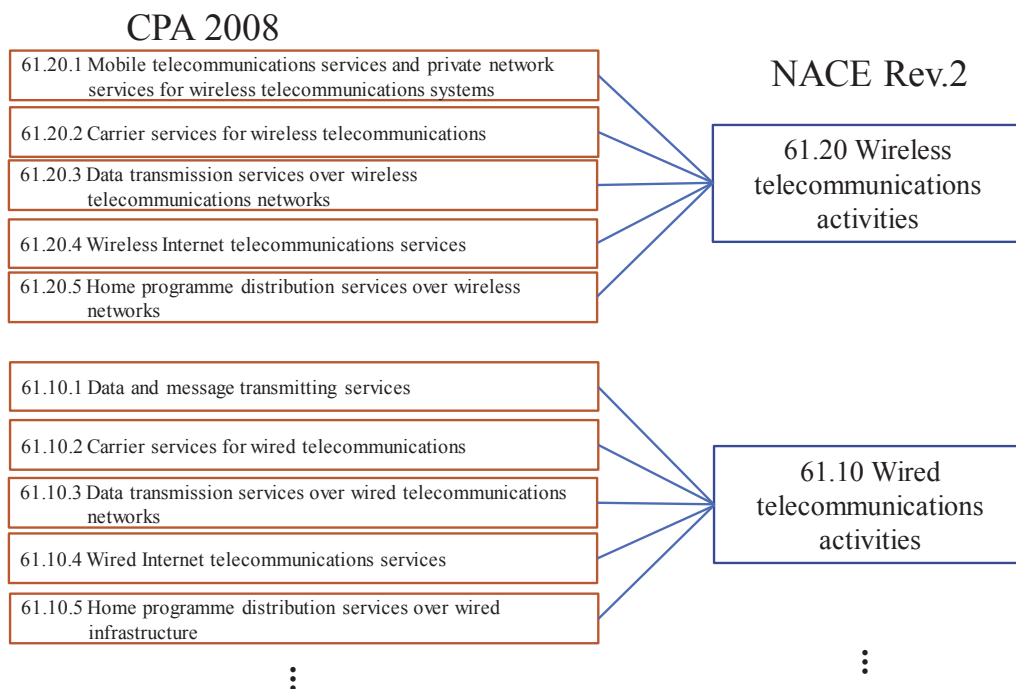 CPA 2008
61.20.1 Mobile telecommunications services and private network
services for wireless telecommunications systems
61.20.2 Carrier services for wireless telecommunications
61.20.3 Data transmission services over wireless
telecommunications networks
61.20.4 Wireless Internet telecommunications services
61.20.5 Home programme distribution services over wireless
networks
NACE Rev.2
61.20 Wireless
telecommunications
activities
61.10.1 Data and message transmitting services
61.10.2 Carrier services for wired telecommunications
61.10.3 Data transmission services over wired telecommunications
networks
61.10.4 Wired Internet telecommunications services
61.10.5 Home programme distribution services over wired
infrastructure
61.10 Wired
telecommunications
activities